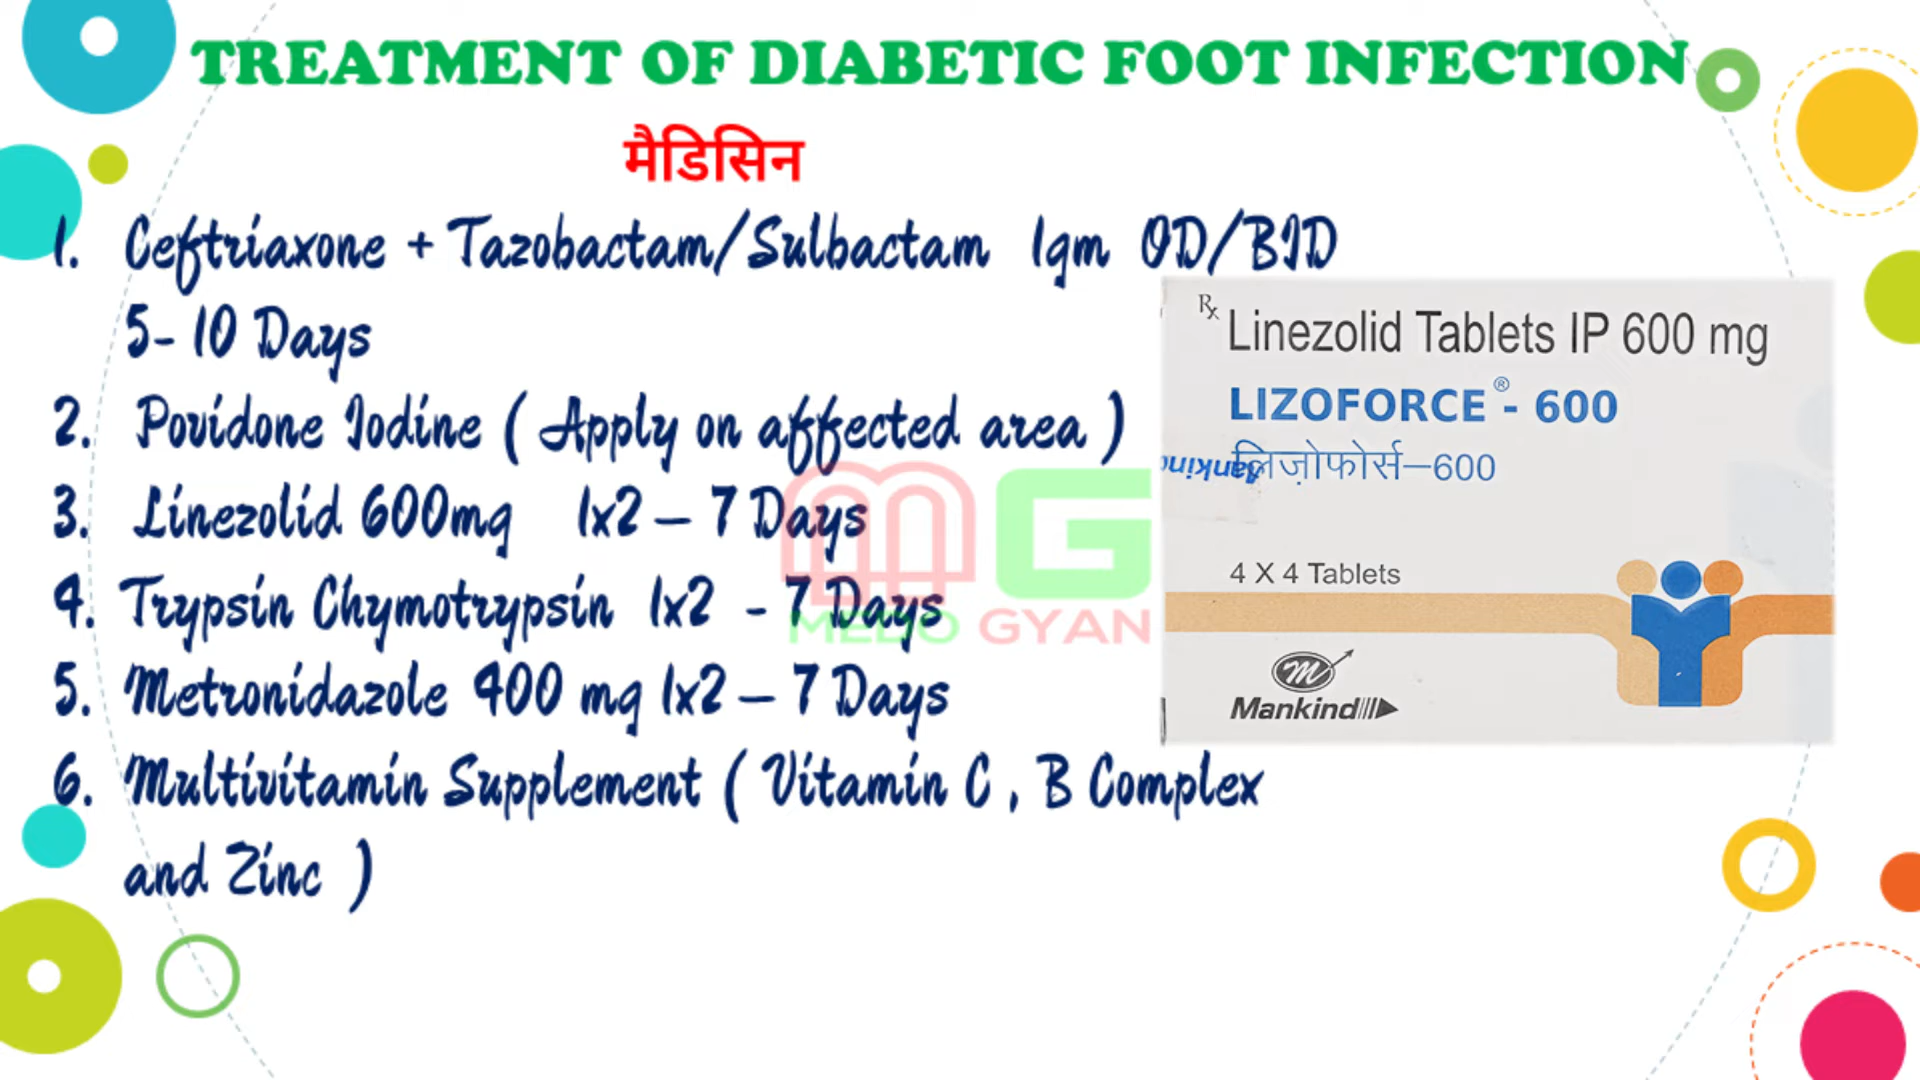 TREATMENT OF DIABETIC FOOT INFECTION
मैडिसिन
1. Ceftriaxone + Tazobactam/Sulbactam 1gm OD/BID
5- 10 Days
2. Povidone Iodine ( Apply on affected area )
3. Linezolid 600mg 1x2 – 7 Days
4. Trypsin Chymotrypsin 1x2 - 7 Days
5. Metronidazole 400 mg 1x2 – 7 Days
6. Multivitamin Supplement ( Vitamin C , B Complex
and Zinc )
MG
MEDO GYAN
Rx
Linezolid Tablets IP 600 mg
LIZOFORCE®- 600
लिज़ोफोर्स–600
4 X 4 Tablets
Mankind